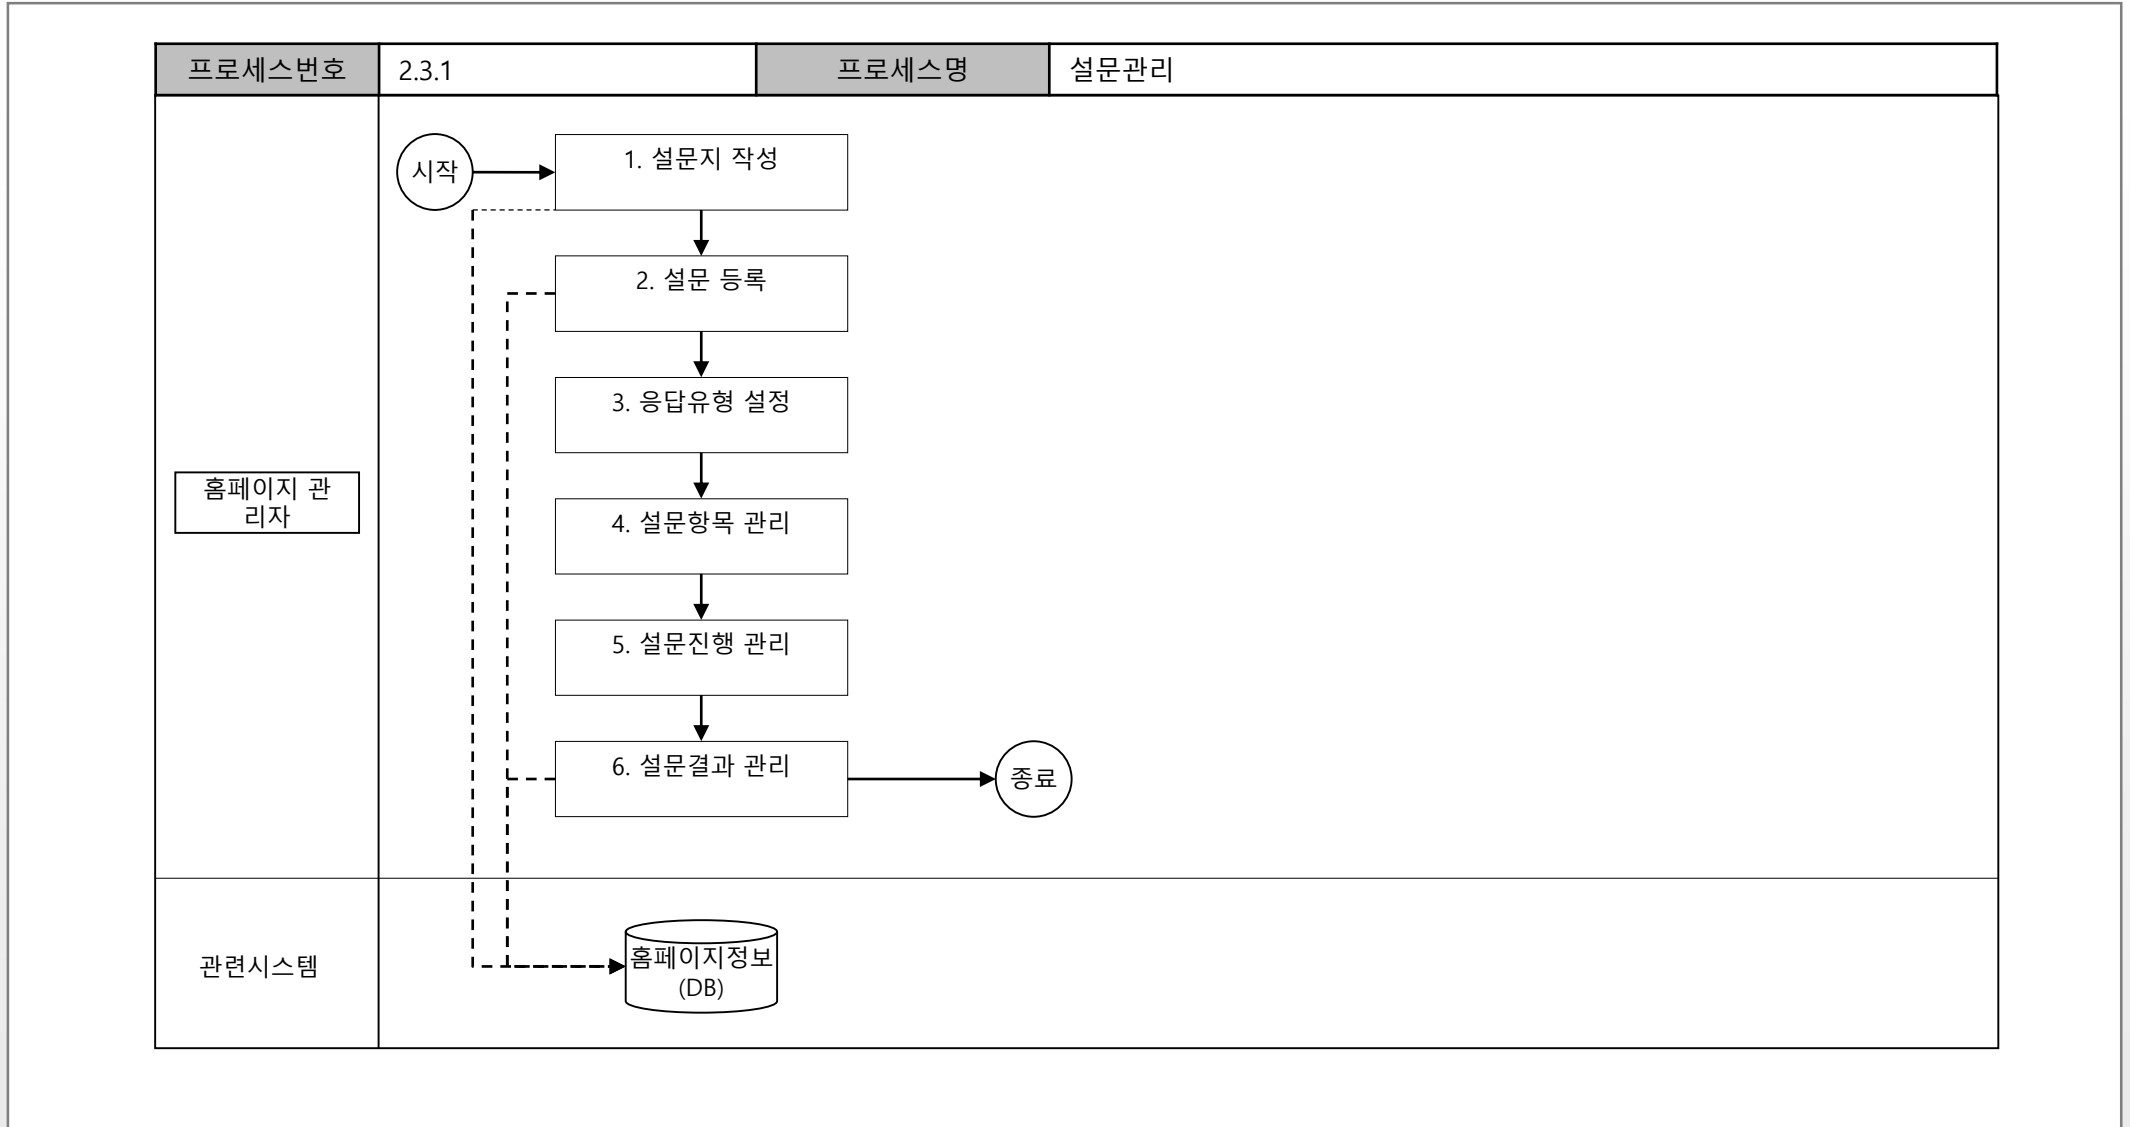 프로세스번호 2.3.1 프로세스명 설문관리
시작
1. 설문지 작성
2. 설문 등록
3. 응답유형 설정
홈페이지 관
리자
4. 설문항목 관리
5. 설문진행 관리
6. 설문결과 관리
종료
관련시스템
홈페이지정보
(DB)